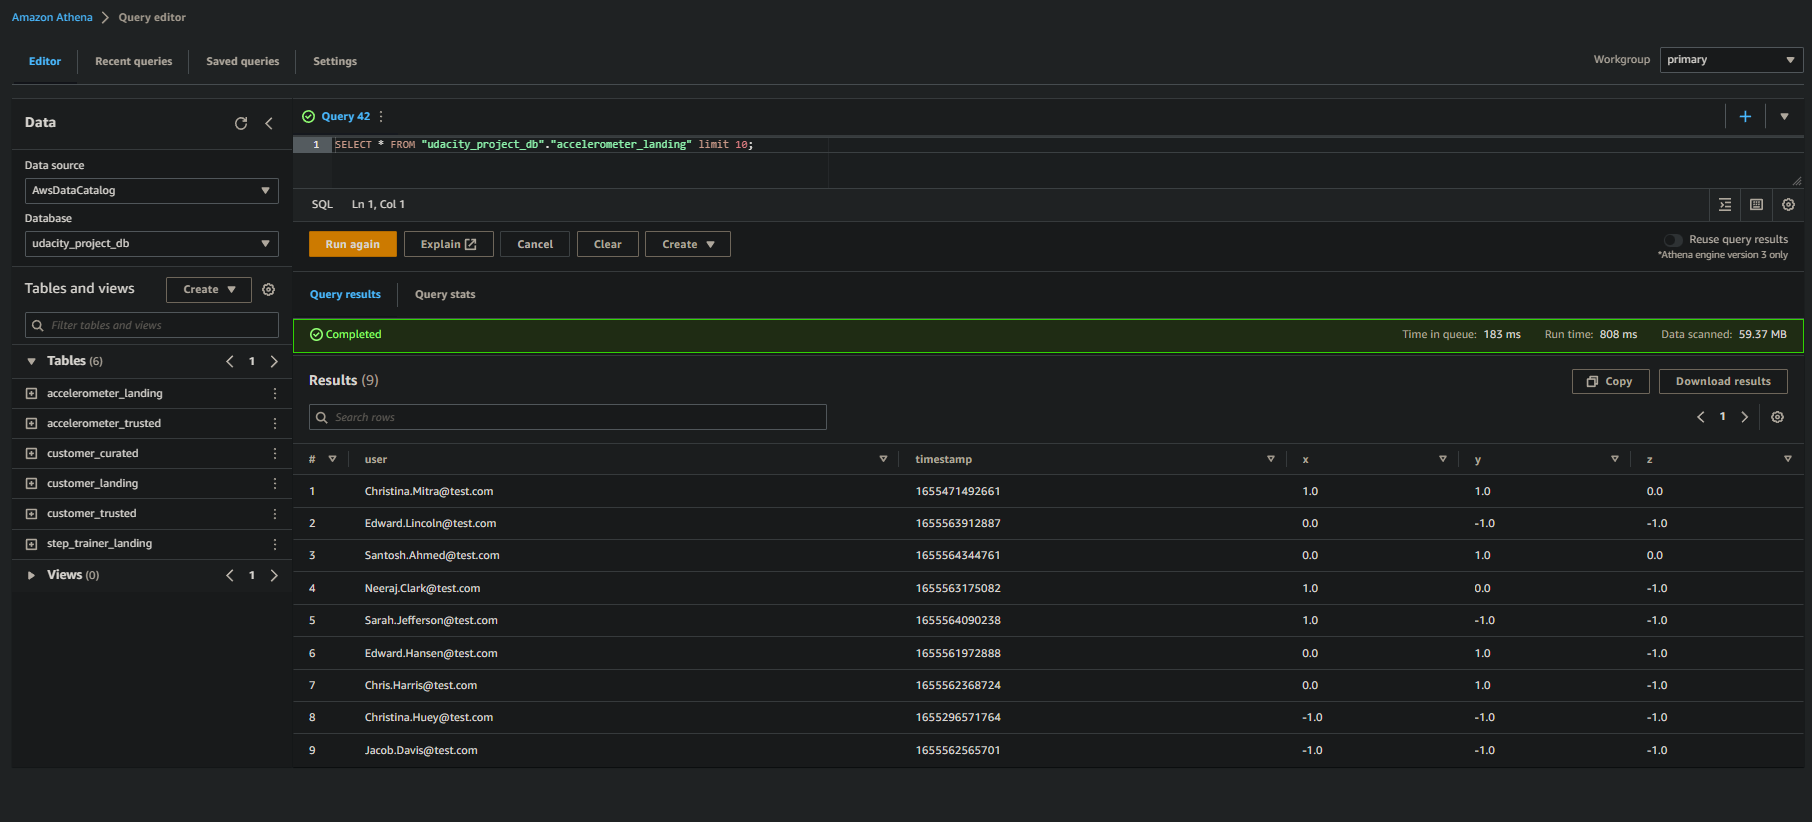 Amazon Athena > Query editor
Editor Recent queries Saved queries Settings
Workgroup primary
Data
Data source
AwsDataCatalog
Database
udacity_project_db
Tables and views Create
Filter tables and views
Tables (6) < 1 >
accelerometer_landing
accelerometer_trusted
customer_curated
customer_landing
customer_trusted
step_trainer_landing
Views (0) < 1 >
Query 42
1 SELECT * FROM "udacity_project_db"."accelerometer_landing" limit 10;
SQL Ln 1, Col 1
Run again Explain Cancel Clear Create
Reuse query results
*Athena engine version 3 only
Query results Query stats
Completed Time in queue: 183 ms Run time: 808 ms Data scanned: 59.37 MB
Results (9) Copy Download results
Search rows < 1 >
# user timestamp x y z
1 Christina.Mitra@test.com 1655471492661 1.0 1.0 0.0
2 Edward.Lincoln@test.com 1655563912887 0.0 -1.0 -1.0
3 Santosh.Ahmed@test.com 1655564344761 0.0 1.0 0.0
4 Neeraj.Clark@test.com 1655563175082 1.0 0.0 -1.0
5 Sarah.Jefferson@test.com 1655564090238 1.0 -1.0 -1.0
6 Edward.Hansen@test.com 1655561972888 0.0 1.0 -1.0
7 Chris.Harris@test.com 1655562368724 0.0 1.0 -1.0
8 Christina.Huey@test.com 1655296571764 -1.0 -1.0 -1.0
9 Jacob.Davis@test.com 1655562565701 -1.0 -1.0 -1.0